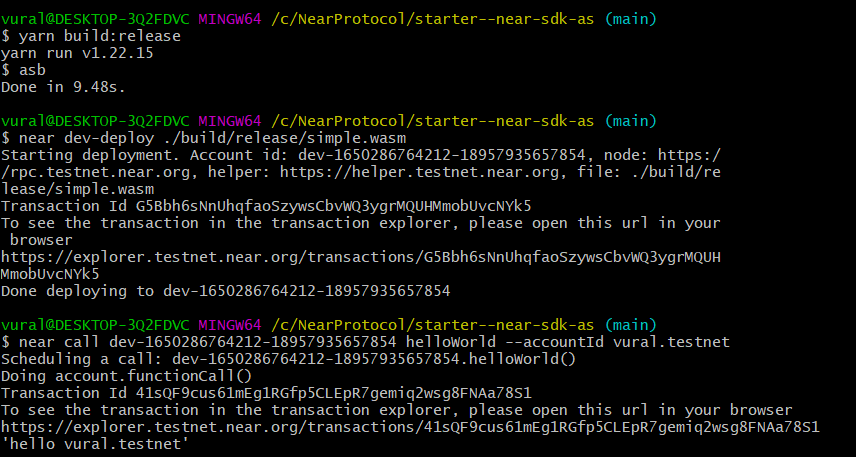 vural@DESKTOP-3Q2FDVC MINGW64 /c/NearProtocol/starter--near-sdk-as (main)
$ yarn build:release
yarn run v1.22.15
$ asb
Done in 9.48s.
vural@DESKTOP-3Q2FDVC MINGW64 /c/NearProtocol/starter--near-sdk-as (main)
$ near dev-deploy ./build/release/simple.wasm
Starting deployment. Account id: dev-1650286764212-18957935657854, node: https:/
/rpc.testnet.near.org, helper: https://helper.testnet.near.org, file: ./build/re
lease/simple.wasm
Transaction Id G5Bbh6sNnUhqfaoSzywsCbvWQ3ygrMQUHMmobUvcNYk5
To see the transaction in the transaction explorer, please open this url in your
 browser
https://explorer.testnet.near.org/transactions/G5Bbh6sNnUhqfaoSzywsCbvWQ3ygrMQUH
MmobUvcNYk5
Done deploying to dev-1650286764212-18957935657854
vural@DESKTOP-3Q2FDVC MINGW64 /c/NearProtocol/starter--near-sdk-as (main)
$ near call dev-1650286764212-18957935657854 helloWorld --accountId vural.testnet
Scheduling a call: dev-1650286764212-18957935657854.helloWorld()
Doing account.functionCall()
Transaction Id 41sQF9cus61mEg1RGfp5CLEpR7gemiq2wsg8FNAa78S1
To see the transaction in the transaction explorer, please open this url in your browser
https://explorer.testnet.near.org/transactions/41sQF9cus61mEg1RGfp5CLEpR7gemiq2wsg8FNAa78S1
'hello vural.testnet'